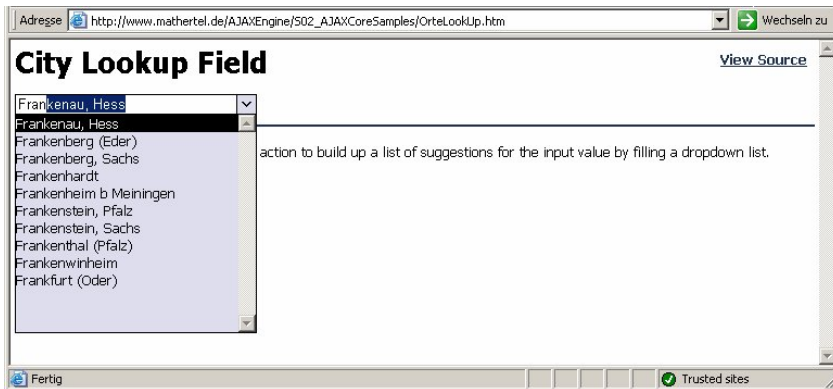 Adresse http://www.mathertel.de/AJAXEngine/S02_AJAXCoreSamples/OrteLookUp.htm Wechseln zu
City Lookup Field
View Source
Frankenau, Hess
Frankenau, Hess
Frankenberg (Eder)
Frankenberg, Sachs
action to build up a list of suggestions for the input value by filling a dropdown list.
Frankenhardt
Frankenheim b Meiningen
Frankenstein, Pfalz
Frankenstein, Sachs
Frankenthal (Pfalz)
Frankenwinheim
Frankfurt (Oder)
Fertig
Trusted sites